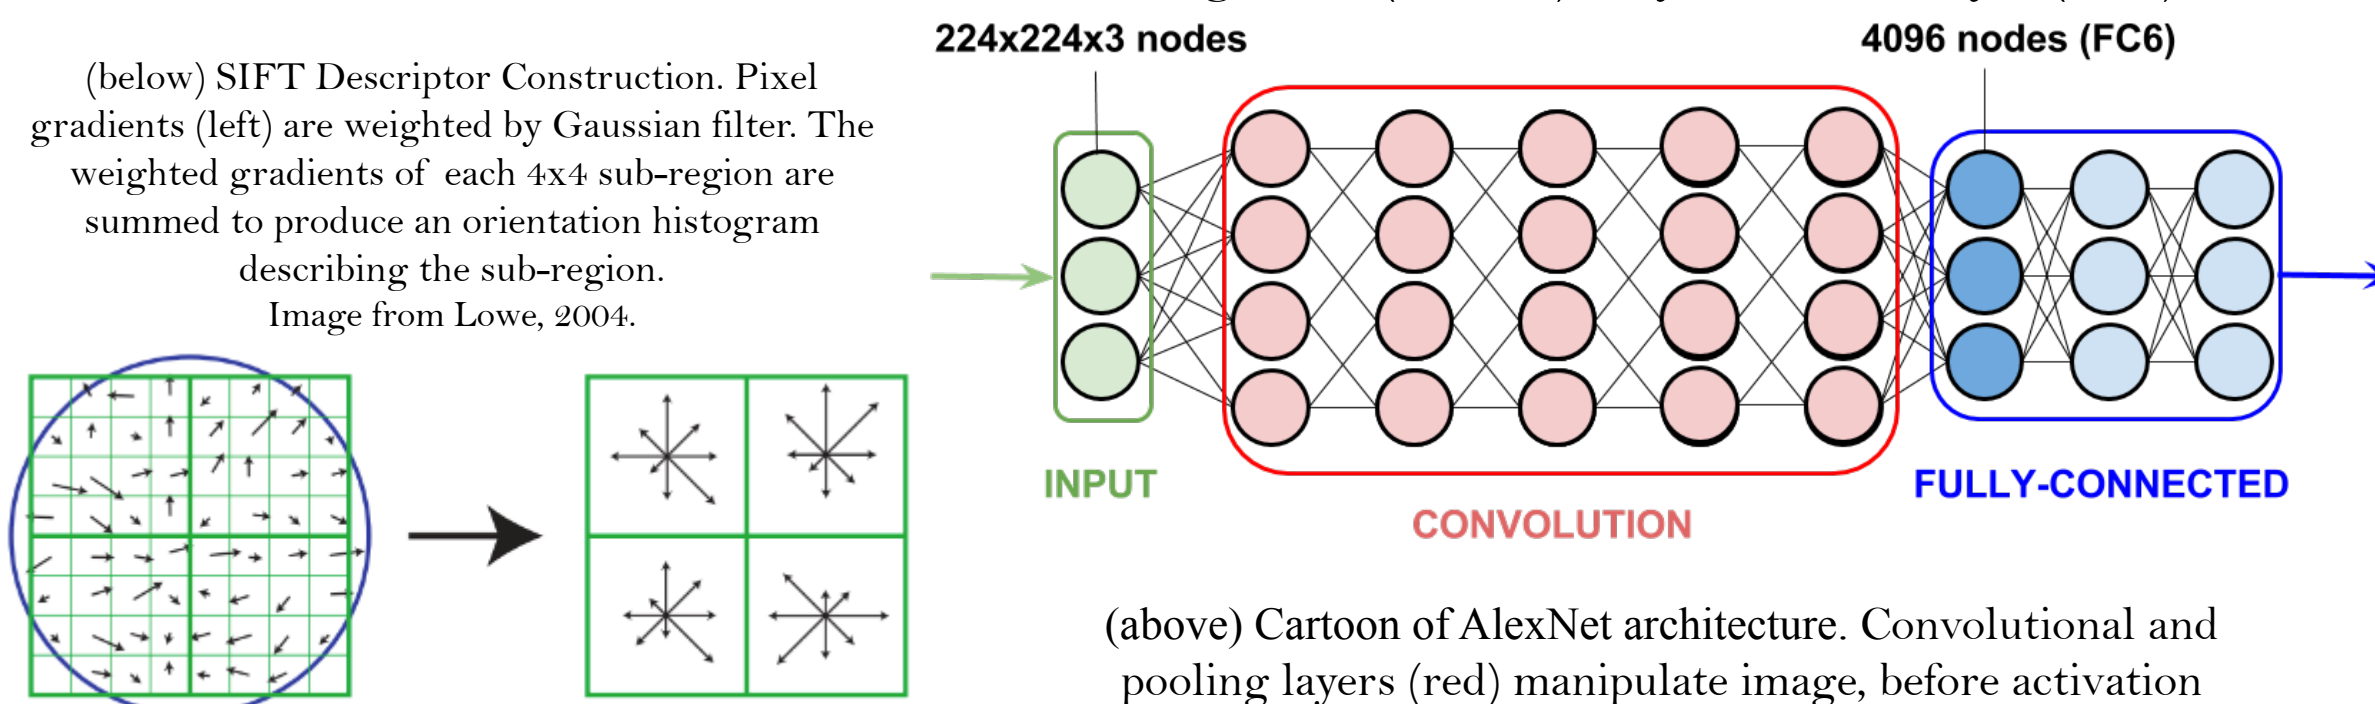 (below) SIFT Descriptor Construction. Pixel
gradients (left) are weighted by Gaussian filter. The
weighted gradients of each 4x4 sub-region are
summed to produce an orientation histogram
describing the sub-region.
Image from Lowe, 2004.
224x224x3 nodes
4096 nodes (FC6)
INPUT
CONVOLUTION
FULLY-CONNECTED
(above) Cartoon of AlexNet architecture. Convolutional and
pooling layers (red) manipulate image, before activation